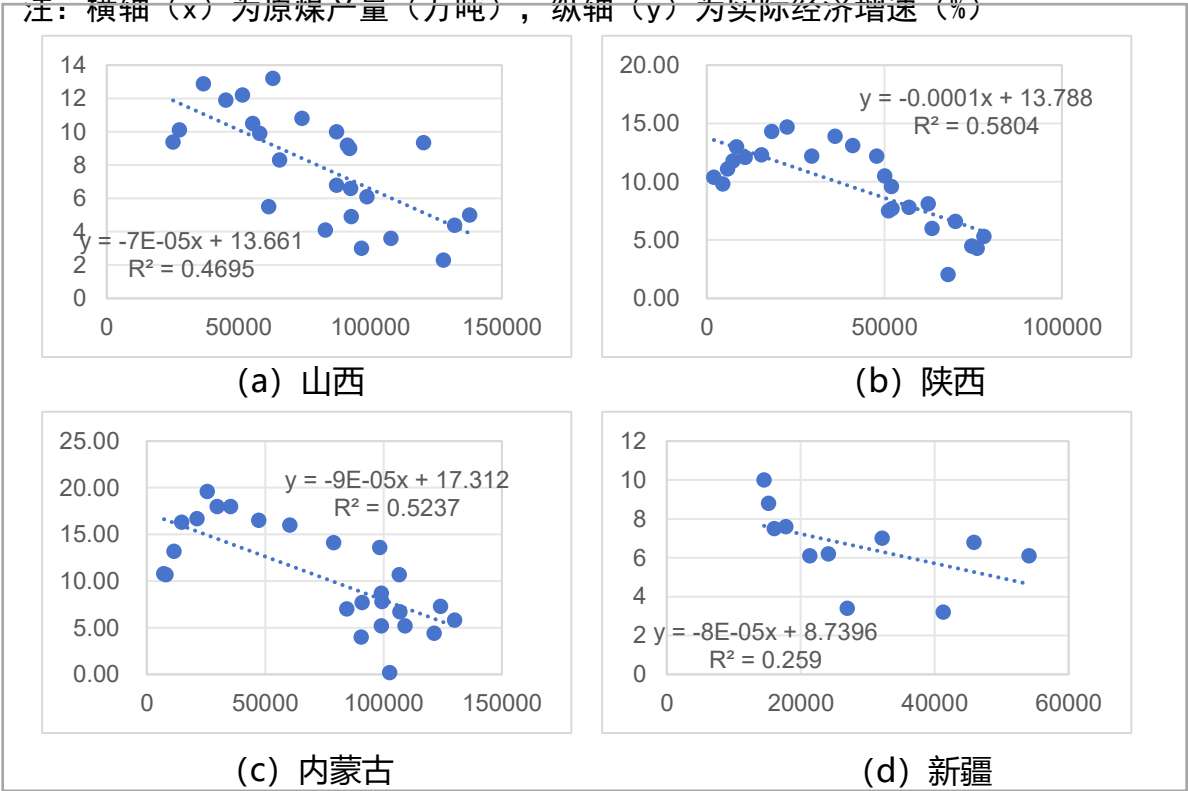 注：横轴（x）为原煤产量（万吨），纵轴（y）为实际经济增速（%）
14
12
10
8
6
4
2
0
y = -7E-05x + 13.661
R² = 0.4695
0 50000 100000 150000
(a) 山西
20.00
15.00
10.00
5.00
0.00
y = -0.0001x + 13.788
R² = 0.5804
0 50000 100000
(b) 陕西
25.00
20.00
15.00
10.00
5.00
0.00
y = -9E-05x + 17.312
R² = 0.5237
0 50000 100000 150000
(c) 内蒙古
12
10
8
6
4
2
0
y = -8E-05x + 8.7396
R² = 0.259
0 20000 40000 60000
(d) 新疆